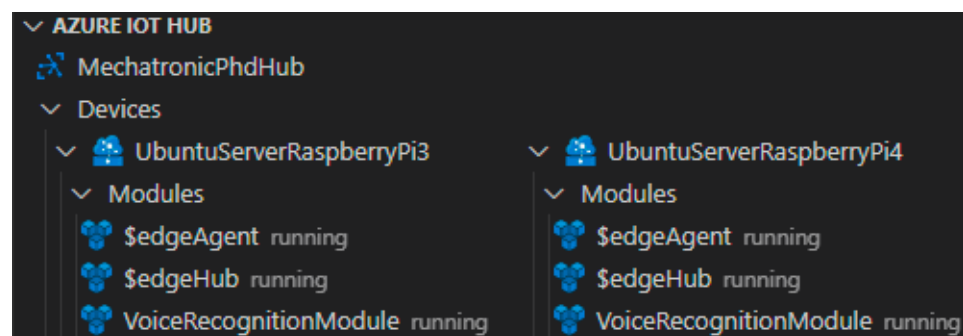 AZURE IOT HUB
MechatronicPhdHub
Devices
UbuntuServerRaspberryPi3
Modules
$edgeAgent running
$edgeHub running
VoiceRecognitionModule running
UbuntuServerRaspberryPi4
Modules
$edgeAgent running
$edgeHub running
VoiceRecognitionModule running